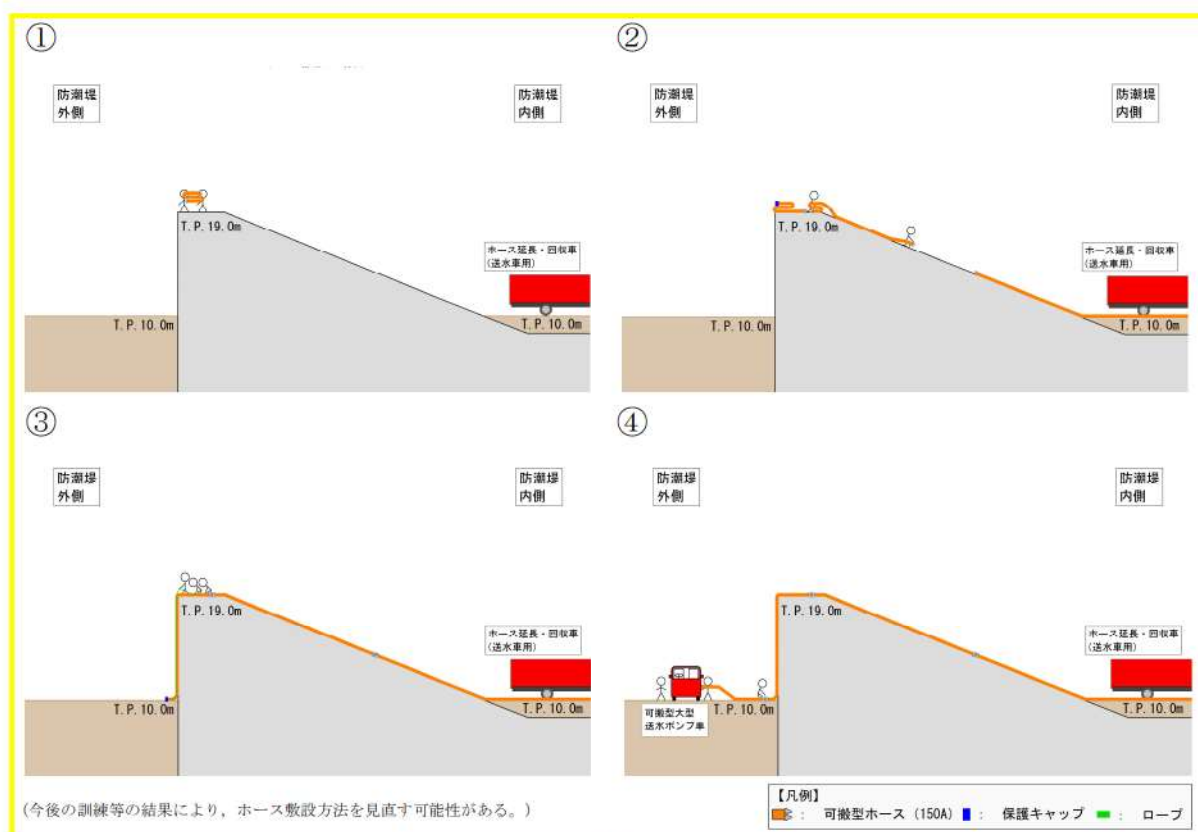 ①
防潮堤
外側
防潮堤
内側
T.P.19.0m
ホース延長・回収車
(送水車用)
T.P.10.0m
T.P.10.0m
②
防潮堤
外側
防潮堤
内側
T.P.19.0m
ホース延長・回収車
(送水車用)
T.P.10.0m
T.P.10.0m
③
防潮堤
外側
防潮堤
内側
T.P.19.0m
ホース延長・回収車
(送水車用)
T.P.10.0m
T.P.10.0m
④
防潮堤
外側
防潮堤
内側
T.P.19.0m
ホース延長・回収車
(送水車用)
可搬型大型
送水ポンプ車
T.P.10.0m
T.P.10.0m
(今後の訓練等の結果により，ホース敷設方法を見直す可能性がある。)
【凡例】
： 可搬型ホース (150A) ： 保護キャップ ： ロープ